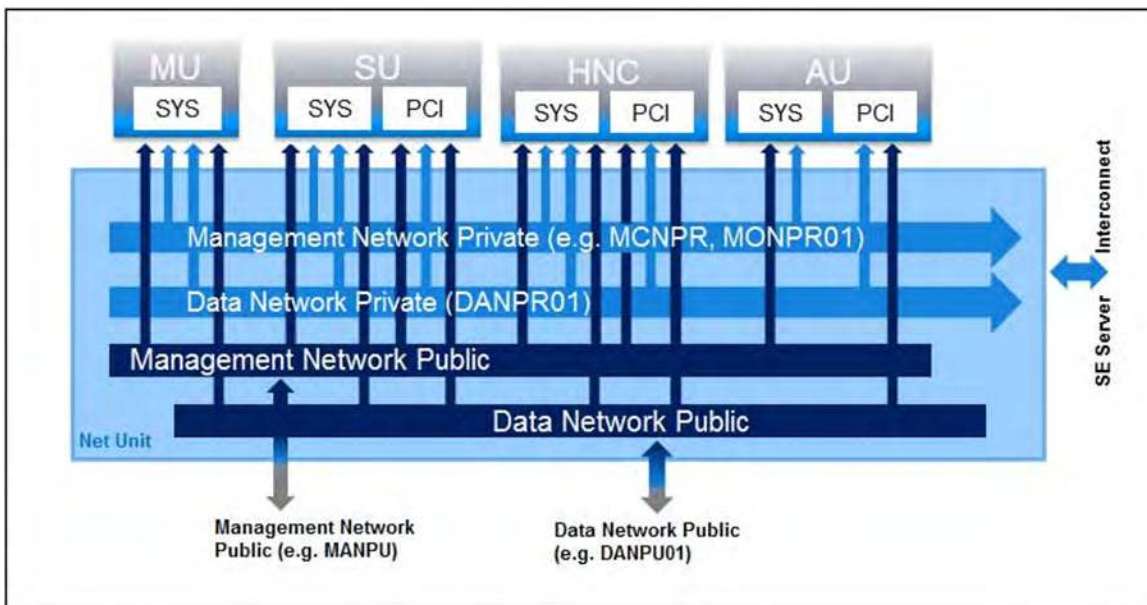 MU SU HNC AU
SYS SYS PCI SYS PCI SYS PCI
Management Network Private (e.g. MCNPR, MONPR01)
Data Network Private (DANPR01)
Management Network Public
Data Network Public
Net Unit
Interconnect
SE Server
Management Network
Public (e.g. MANPU)
Data Network Public
(e.g. DANPU01)